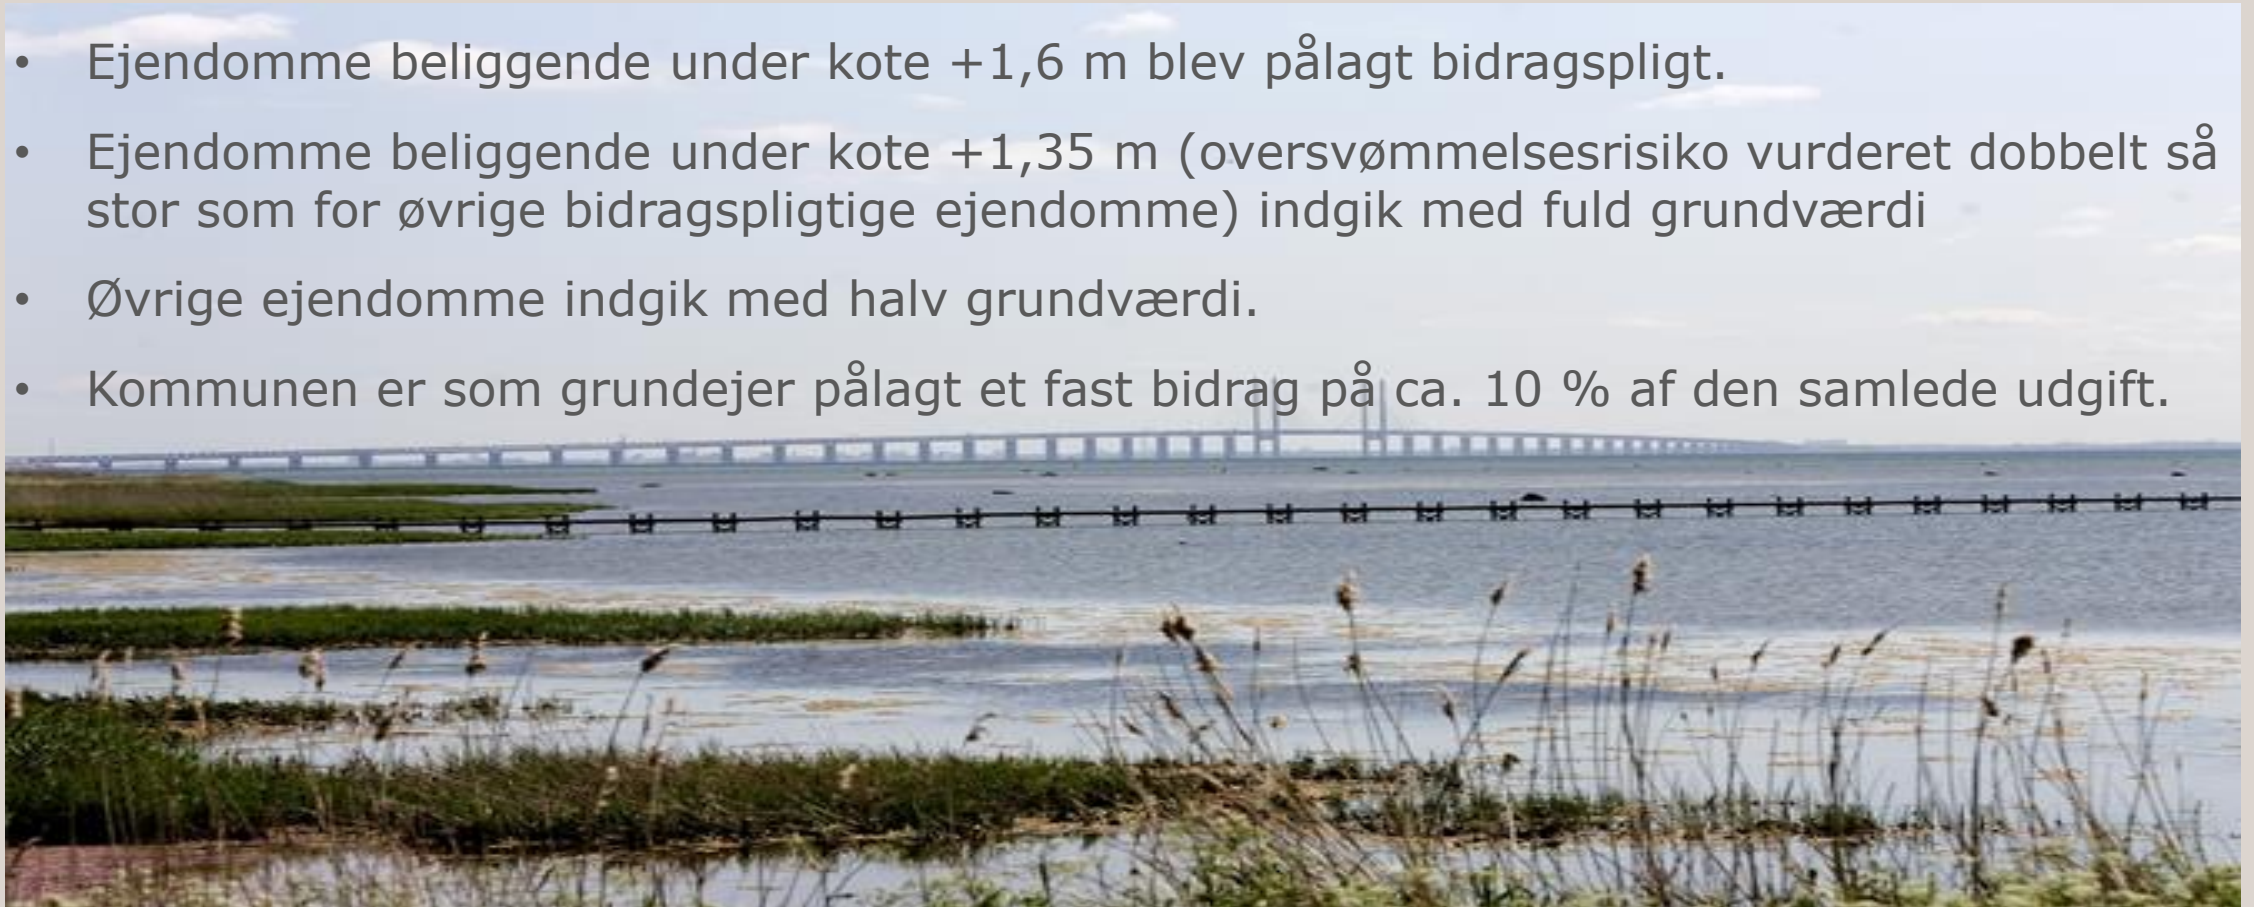 • Ejendomme beliggende under kote +1,6 m blev pålagt bidragspligt.
• Ejendomme beliggende under kote +1,35 m (oversvømmelsesrisiko vurderet dobbelt så
stor som for øvrige bidragspligtige ejendomme) indgik med fuld grundværdi
• Øvrige ejendomme indgik med halv grundværdi.
• Kommunen er som grundejer pålagt et fast bidrag på ca. 10 % af den samlede udgift.